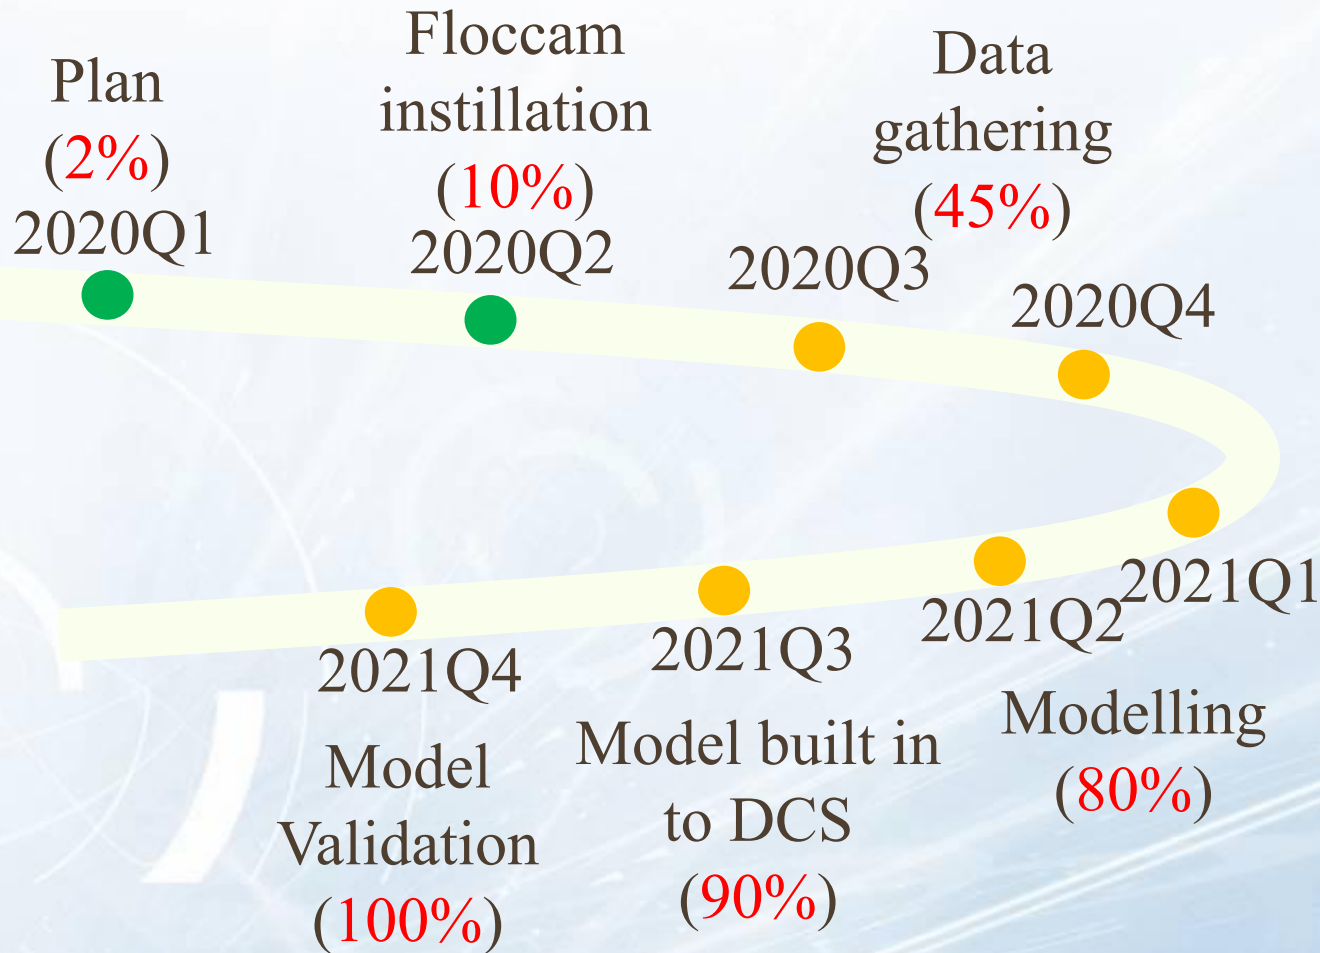 Plan
(2%)
2020Q1
Floccam
instillation
(10%)
2020Q2
Data
gathering
(45%)
2020Q3
2020Q4
2021Q1
2021Q2
Modelling
(80%)
2021Q3
Model built in
to DCS
(90%)
2021Q4
Model
Validation
(100%)